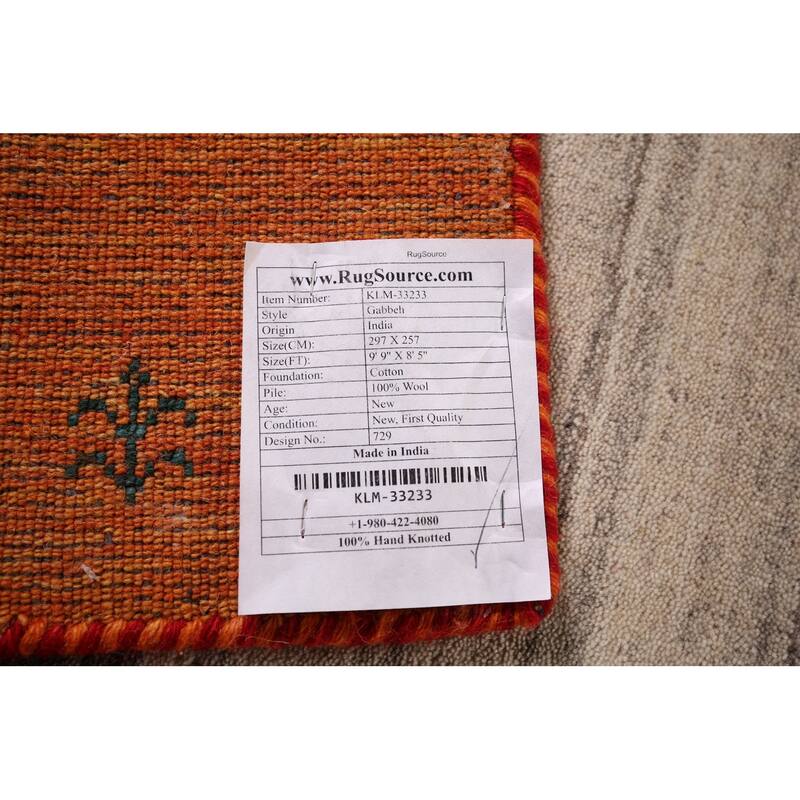 RugSource
www.RugSource.com
Item Number: KLM-33233
Style Gabbeh
Origin India
Size(CM): 297 X 257
Size(FT): 9' 9" X 8' 5"
Foundation: Cotton
Pile: 100% Wool
Age: New
Condition: New, First Quality
Design No.: 729
Made in India
KLM-33233
+1-980-422-4080
100% Hand Knotted